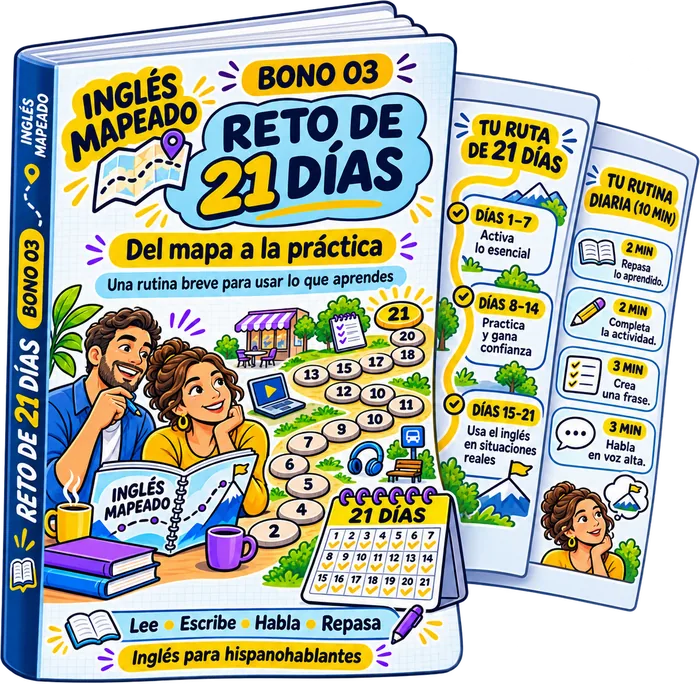 INGLÉS
MAPEADO
BONO 03
RETO DE 21 DÍAS
BONO 03
INGLÉS
MAPEADO
RETO DE
21 DÍAS
Del mapa a la práctica
Una rutina breve para usar lo que aprendes
21
20
13 15 17 18
12 10
11
10
9
7
6
5
4
2
INGLÉS
MAPEADO
21 DÍAS
1 2 3 4 5 6 7
8 9 10 11 12 13 14
15 16 17 18 19 20 21
Lee Escribe Habla Repasa
Inglés para hispanohablantes
TU RUTA
DE 21 DÍAS
DÍAS 1-7
Activa
lo esencial
DÍAS 8-14
Practica
y gana
confianza
DÍAS 15-21
Usa el inglés
en situaciones
reales
TU RUTINA
DIARIA (10 MIN)
2 MIN
Repasa
lo aprendido.
2 MIN
Completa
la actividad.
3 MIN
Crea
una frase.
3 MIN
Habla
en voz alta.